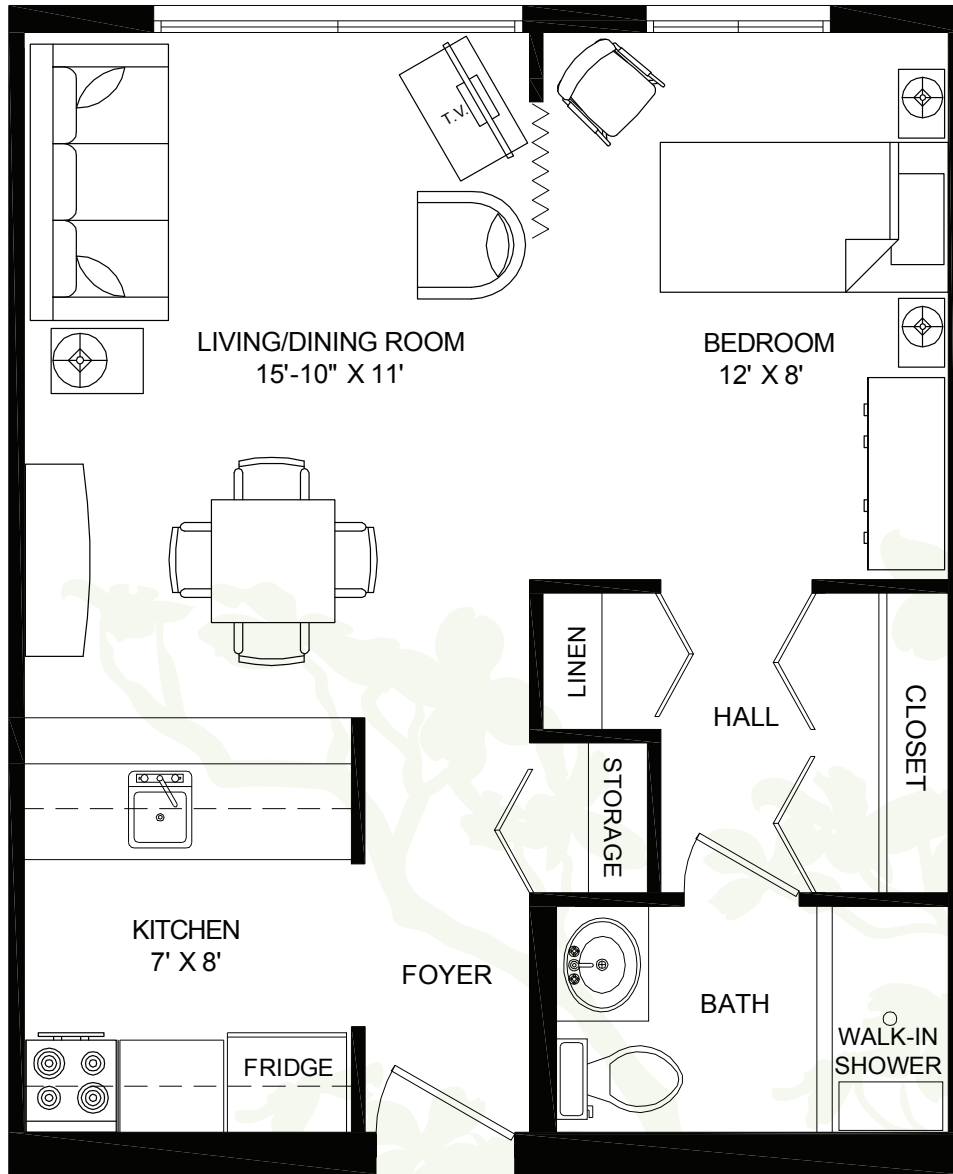 T.V.
LIVING/DINING ROOM
15'-10" X 11'
BEDROOM
12' X 8'
LINEN
HALL
CLOSET
STORAGE
KITCHEN
7' X 8'
FOYER
BATH
FRIDGE
WALK-IN
SHOWER